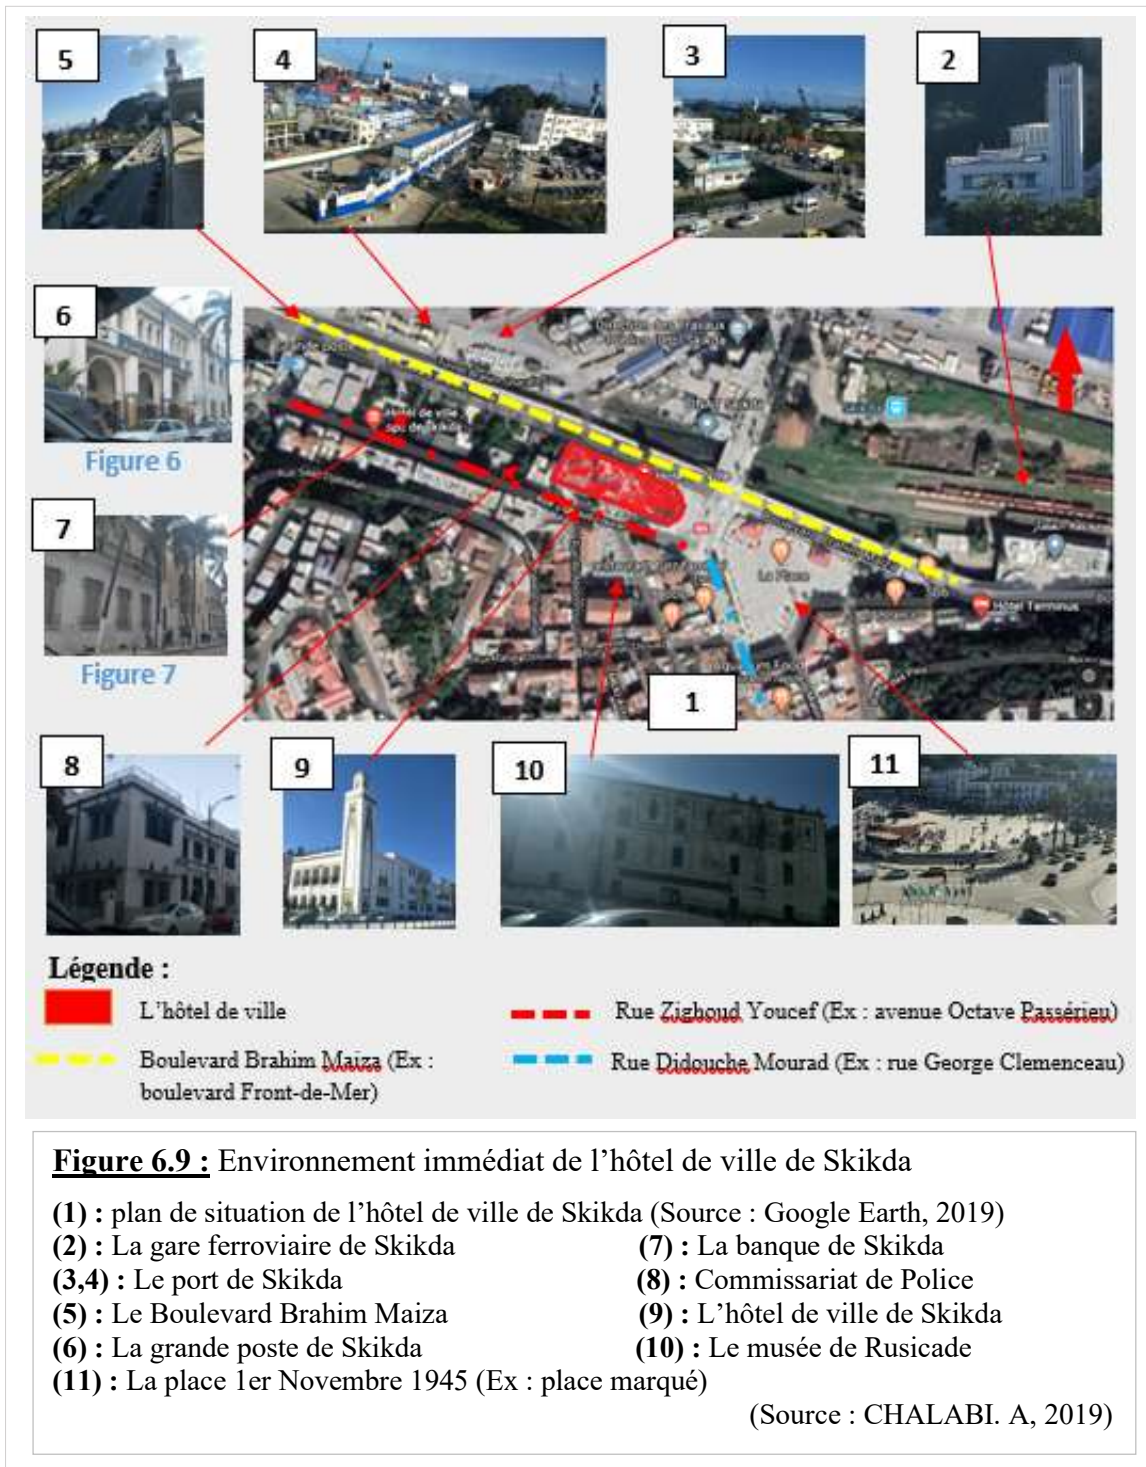 5
4
3
2
6
Figure 6
7
Figure 7
La Place
Hôtel Terminus
1
8
9
10
11
Légende :
L'hôtel de ville
Rue Zighoud Youcef (Ex : avenue Octave Passérieu)
Boulevard Brahim Maiza (Ex :
boulevard Front-de-Mer)
Rue Didouche Mourad (Ex : rue George Clemenceau)
Figure 6.9 : Environnement immédiat de l'hôtel de ville de Skikda
(1) : plan de situation de l'hôtel de ville de Skikda (Source : Google Earth, 2019)
(2) : La gare ferroviaire de Skikda
(7) : La banque de Skikda
(3,4) : Le port de Skikda
(8) : Commissariat de Police
(5) : Le Boulevard Brahim Maiza
(9) : L'hôtel de ville de Skikda
(6) : La grande poste de Skikda
(10) : Le musée de Rusicade
(11) : La place 1er Novembre 1945 (Ex : place marqué)
(Source : CHALABI. A, 2019)